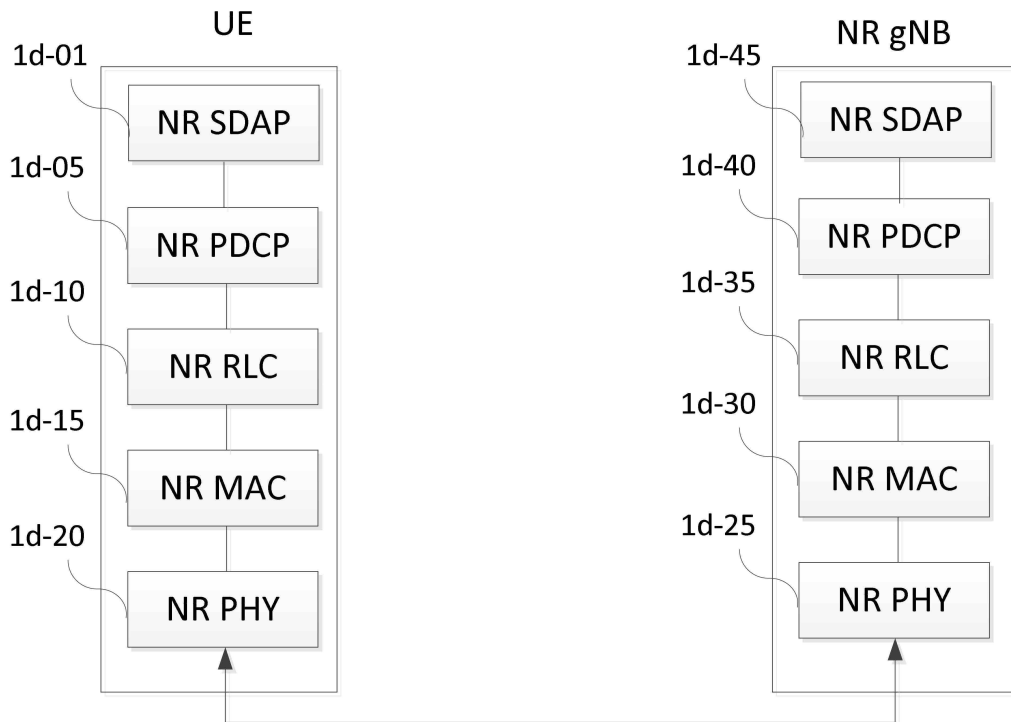 UE
1d-01
NR SDAP
1d-05
NR PDCP
1d-10
NR RLC
1d-15
NR MAC
1d-20
NR PHY
NR gNB
1d-45
NR SDAP
1d-40
NR PDCP
1d-35
NR RLC
1d-30
NR MAC
1d-25
NR PHY